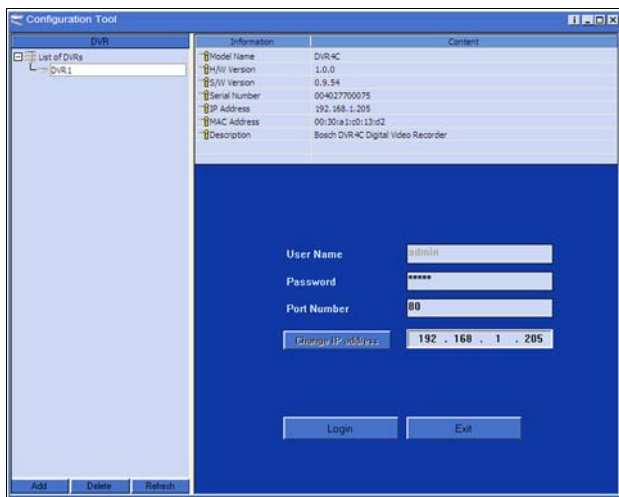 Configuration Tool
DVR
Information Content
List of DVRs
DVR1
Model Name DVR4C
H/W Version 1.0.0
S/W Version 0.9.54
Serial Number 004027700075
IP Address 192.168.1.205
MAC Address 00:30:a1:c0:13:d2
Description Bosch DVR4C Digital Video Recorder
User Name admin
Password *****
Port Number 80
Change IP address 192 . 168 . 1 . 205
Login Exit
Add Delete Refresh